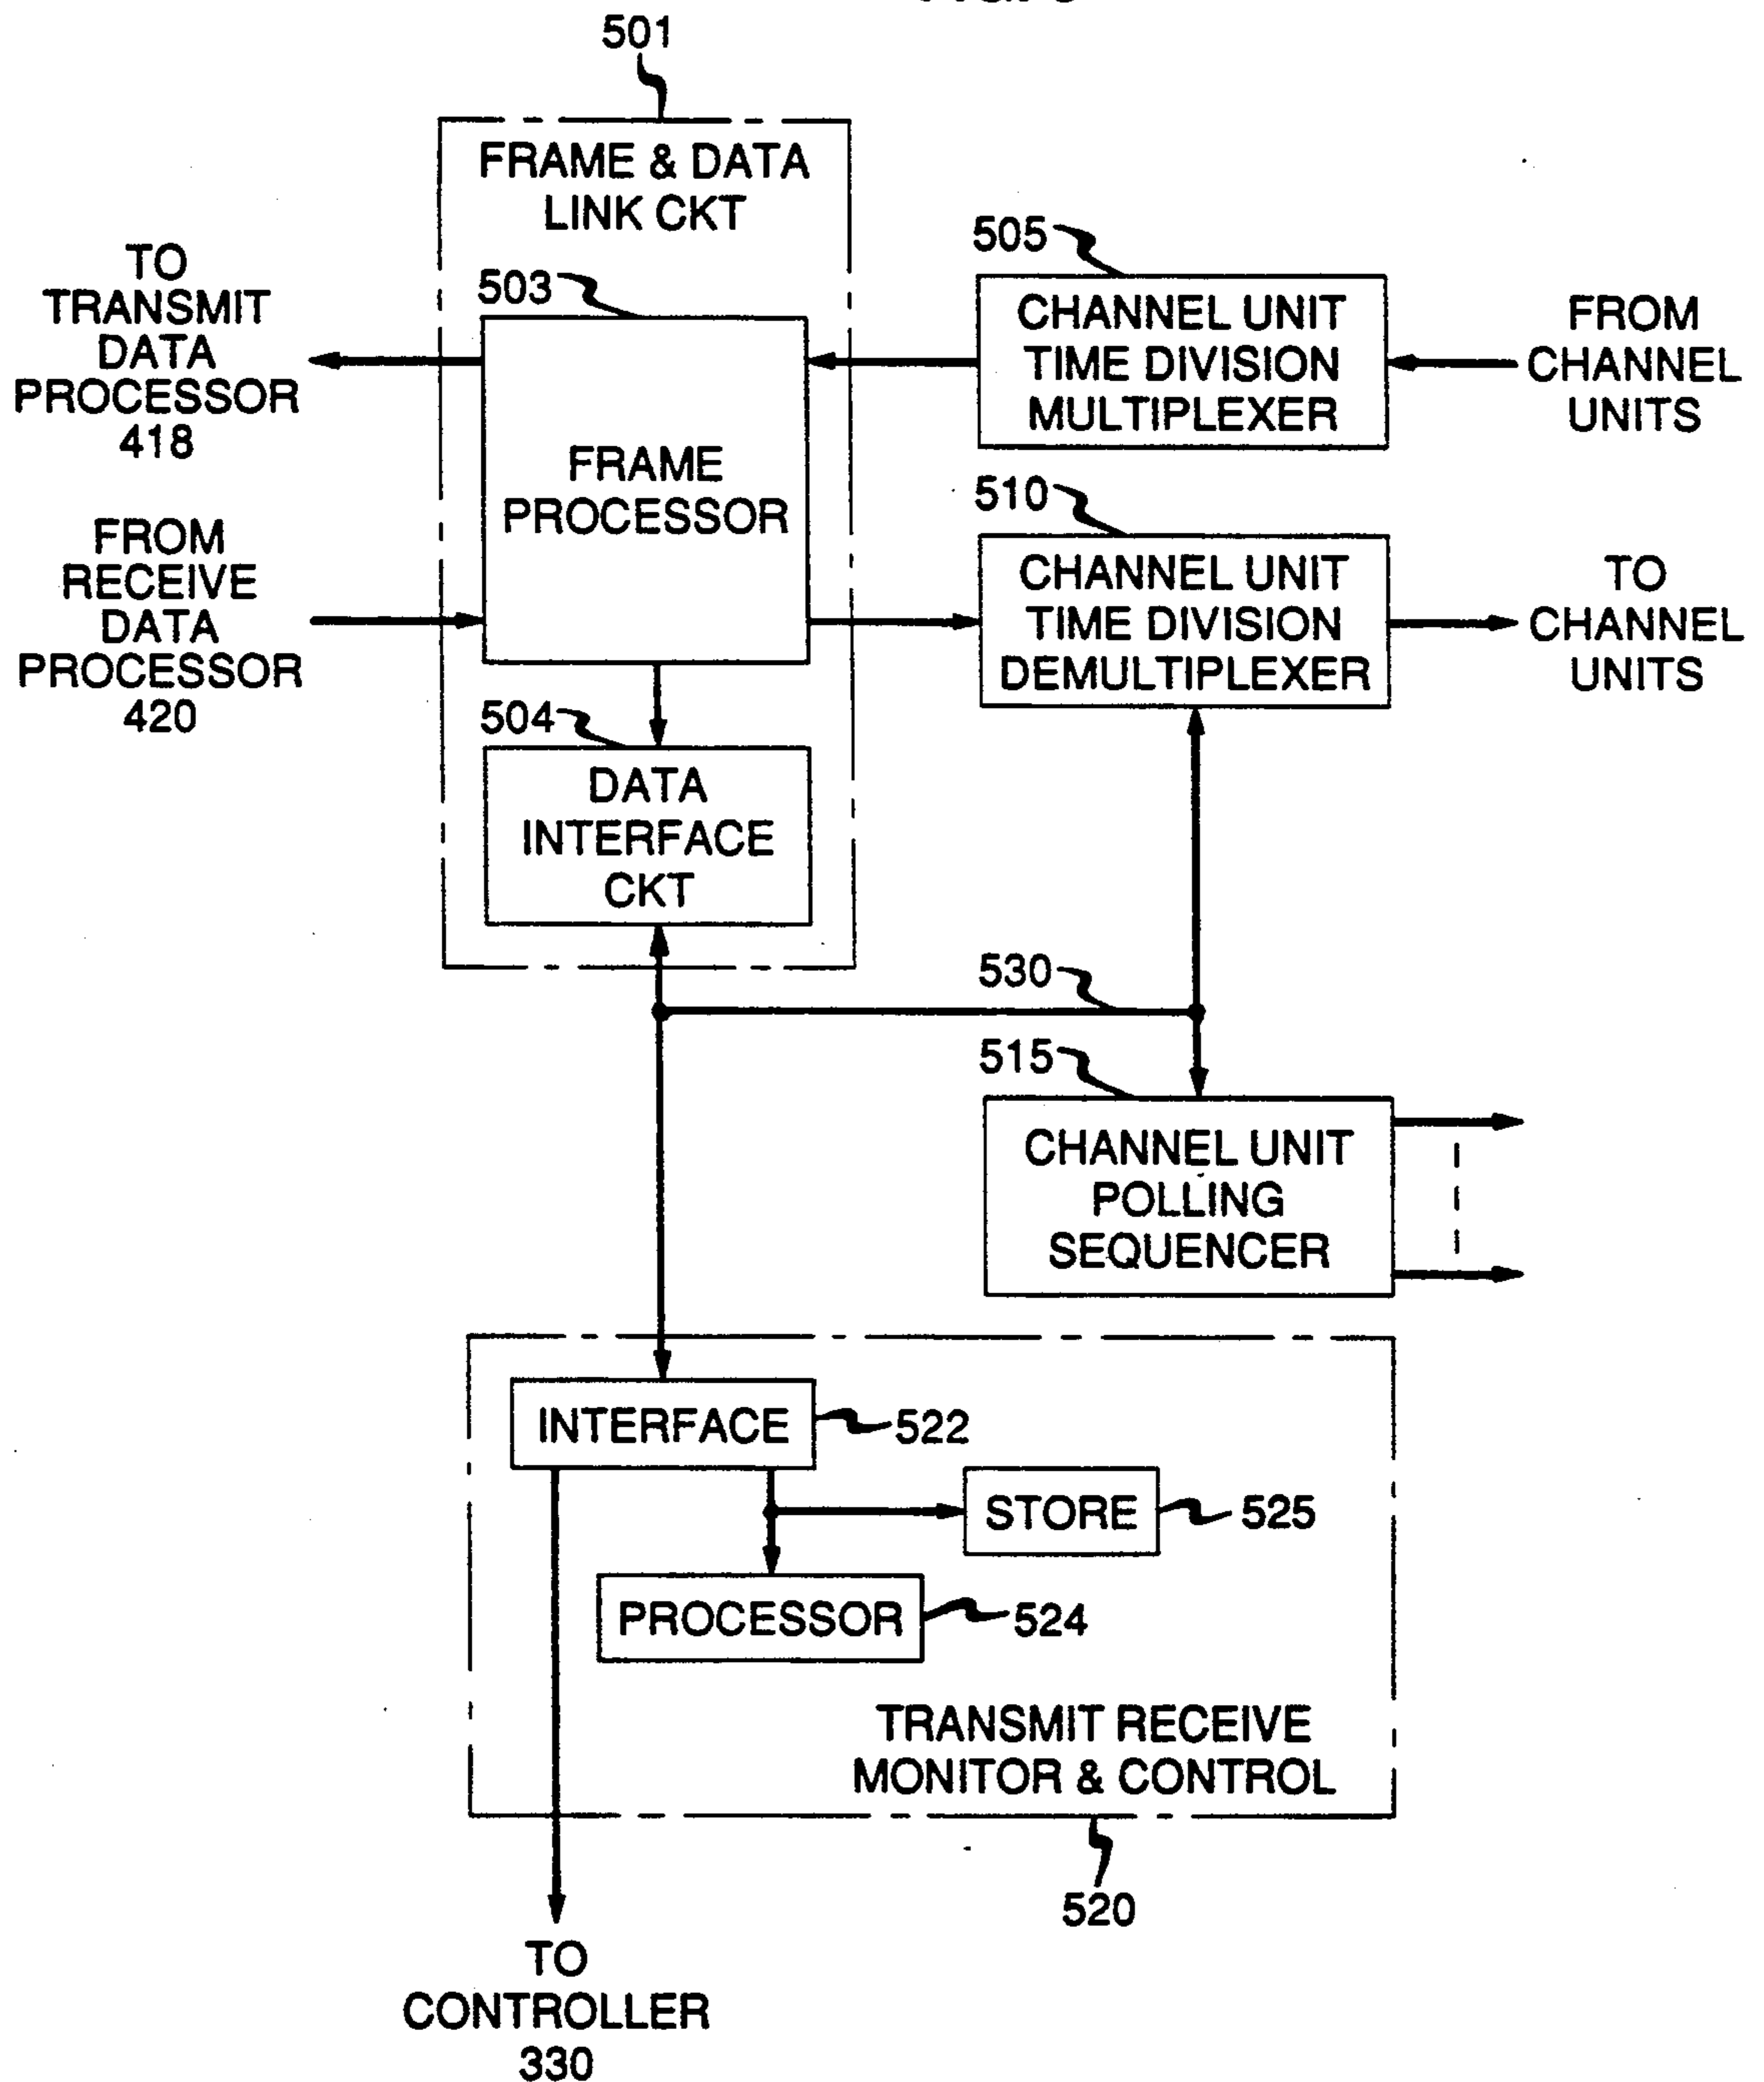 501
FRAME & DATA
LINK CKT
505
503
TO
TRANSMIT
DATA
PROCESSOR
418
CHANNEL UNIT
TIME DIVISION
MULTIPLEXER
FROM
CHANNEL
UNITS
FRAME
PROCESSOR
510
FROM
RECEIVE
DATA
PROCESSOR
420
CHANNEL UNIT
TIME DIVISION
DEMULTIPLEXER
TO
CHANNEL
UNITS
504
DATA
INTERFACE
CKT
530
515
CHANNEL UNIT
POLLING
SEQUENCER
INTERFACE
522
STORE
525
PROCESSOR
524
TRANSMIT RECEIVE
MONITOR & CONTROL
520
TO
CONTROLLER
330